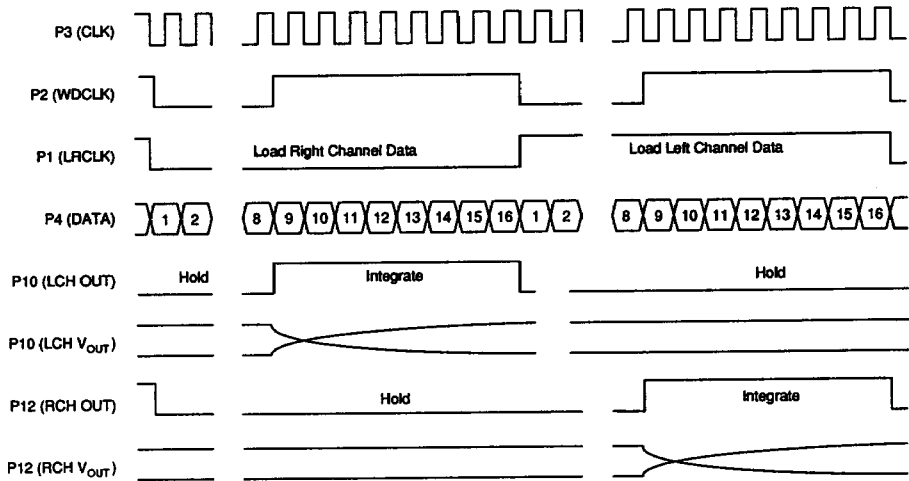 P3 (CLK)
P2 (WDCLK)
P1 (LRCLK) Load Right Channel Data Load Left Channel Data
P4 (DATA) 1 2 8 9 10 11 12 13 14 15 16 1 2 8 9 10 11 12 13 14 15 16
P10 (LCH OUT) Hold Integrate Hold
P10 (LCH VOUT)
P12 (RCH OUT) Hold Integrate
P12 (RCH VOUT)